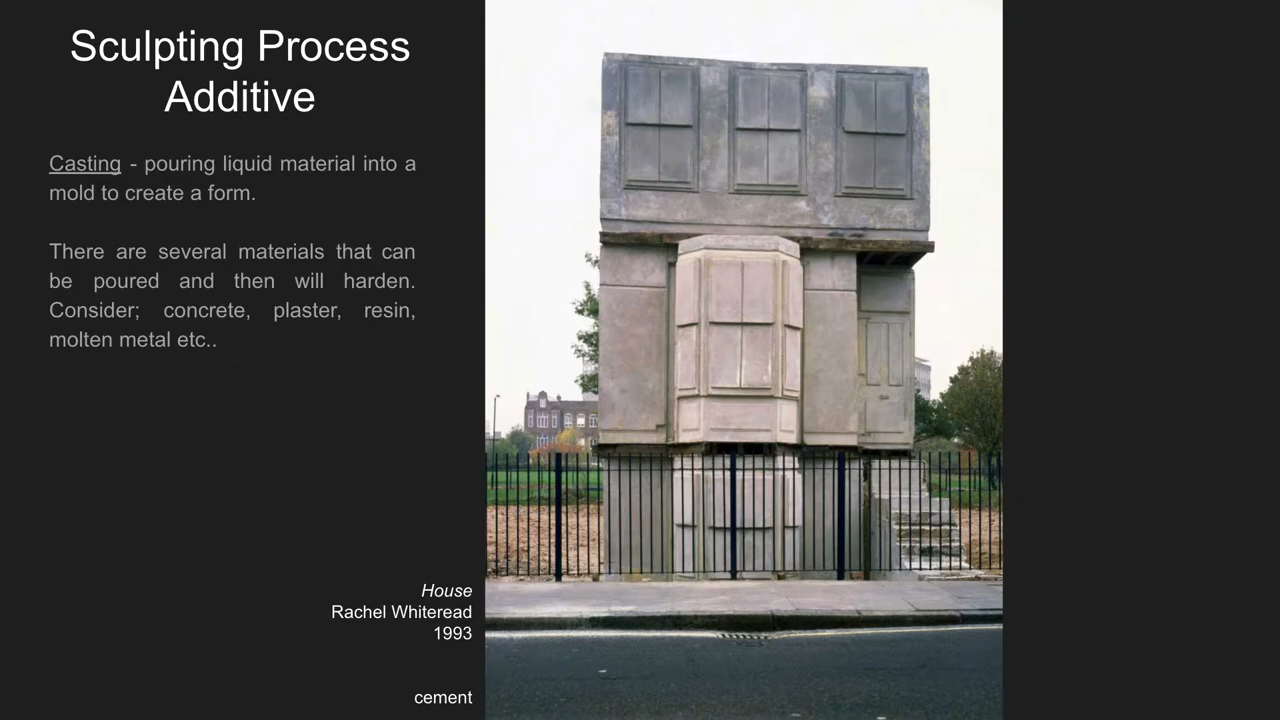 Sculpting Process
Additive
Casting - pouring liquid material into a
mold to create a form.
There are several materials that can
be poured and then will harden.
Consider; concrete, plaster, resin,
molten metal etc..
House
Rachel Whiteread
1993
cement